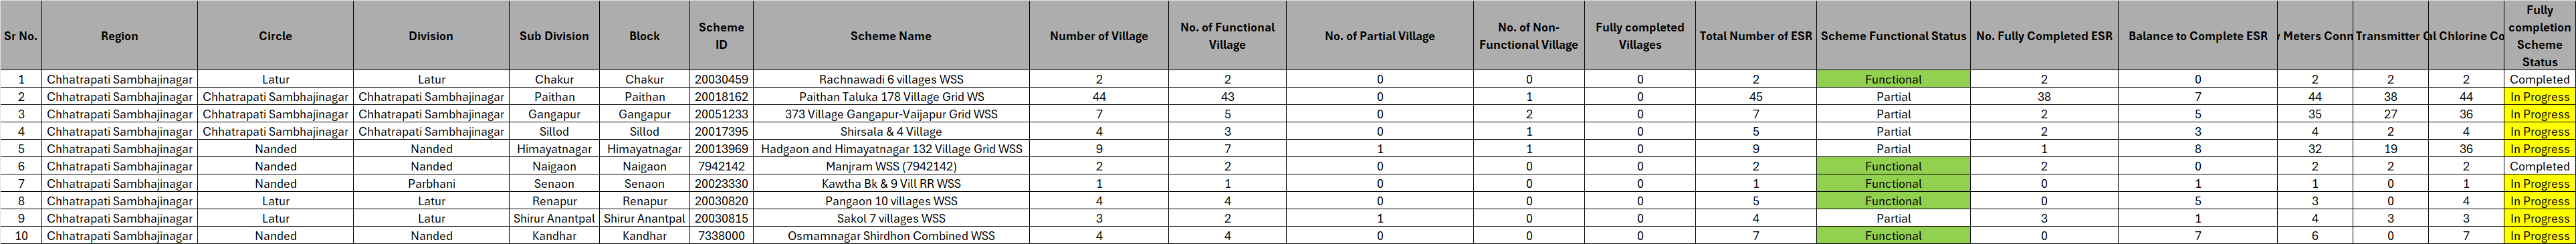 Sr No. Region Circle Division Sub Division Block Scheme ID Scheme Name Number of Village No. of Functional Village No. of Partial Village No. of Non-Functional Village Fully completed Villages Total Number of ESR Scheme Functional Status No. Fully Completed ESR Balance to Complete ESR Meters Conn Transmitter Chlorine Co Fully completion Scheme Status
1 Chhatrapati Sambhajinagar Latur Latur Chakur Chakur 20030459 Rachnawadi 6 villages WSS 2 2 0 0 0 2 Functional 2 0 2 2 2 Completed
2 Chhatrapati Sambhajinagar Chhatrapati Sambhajinagar Chhatrapati Sambhajinagar Paithan Paithan 20018162 Paithan Taluka 178 Village Grid WS 44 43 0 1 0 45 Partial 38 7 44 38 44 In Progress
3 Chhatrapati Sambhajinagar Chhatrapati Sambhajinagar Chhatrapati Sambhajinagar Gangapur Gangapur 20051233 373 Village Gangapur-Vaijapur Grid WSS 7 5 0 2 0 7 Partial 2 5 35 27 36 In Progress
4 Chhatrapati Sambhajinagar Chhatrapati Sambhajinagar Chhatrapati Sambhajinagar Sillod Sillod 20017395 Shirsala & 4 Village 4 3 0 1 0 5 Partial 2 3 4 2 4 In Progress
5 Chhatrapati Sambhajinagar Nanded Nanded Himayatnagar Himayatnagar 20013969 Hadgaon and Himayatnagar 132 Village Grid WSS 9 7 1 1 0 9 Partial 1 8 32 19 36 In Progress
6 Chhatrapati Sambhajinagar Nanded Nanded Naigaon Naigaon 7942142 Manjram WSS (7942142) 2 2 0 0 0 2 Functional 2 0 2 2 2 Completed
7 Chhatrapati Sambhajinagar Nanded Parbhani Senaon Senaon 20023330 Kawtha Bk & 9 Vill RR WSS 1 1 0 0 0 1 Functional 0 1 1 0 1 In Progress
8 Chhatrapati Sambhajinagar Latur Latur Renapur Renapur 20030820 Pangaon 10 villages WSS 4 4 0 0 0 5 Functional 0 5 3 0 4 In Progress
9 Chhatrapati Sambhajinagar Latur Latur Shirur Anantpal Shirur Anantpal 20030815 Sakol 7 villages WSS 3 2 1 0 0 4 Partial 3 1 4 3 3 In Progress
10 Chhatrapati Sambhajinagar Nanded Nanded Kandhar Kandhar 7338000 Osmamnagar Shirdhon Combined WSS 4 4 0 0 0 7 Functional 0 7 6 0 7 In Progress